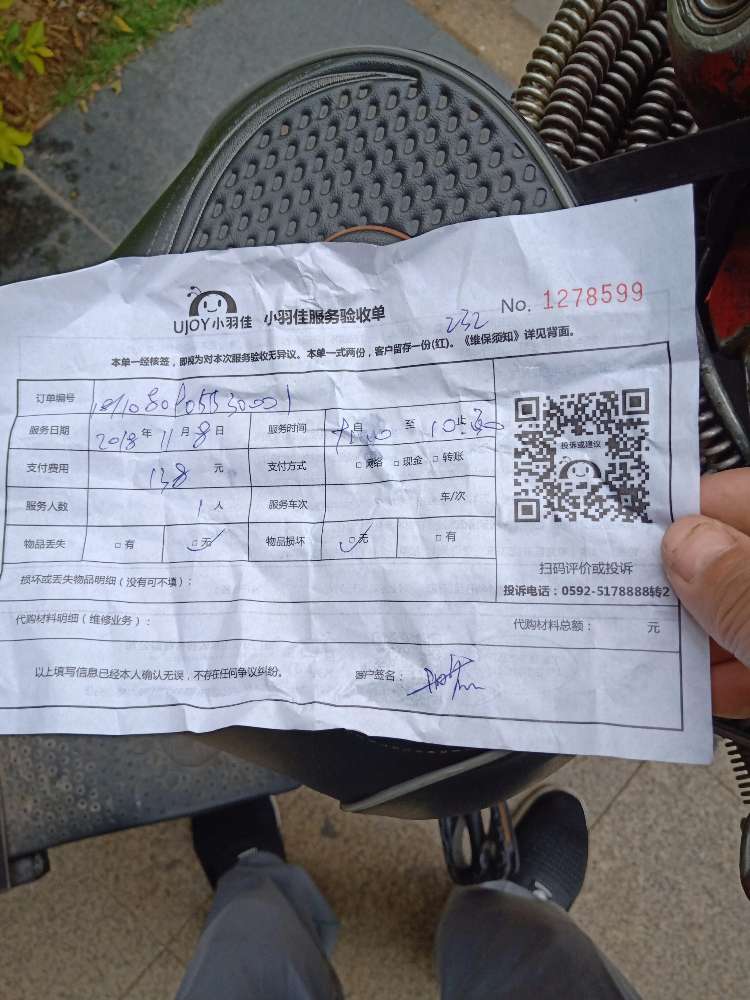 UJOY小羽佳 小羽佳服务验收单 No. 1278599
232
本单一经核签，即视为对本次服务验收无异议。本单一式两份，客户留存一份(红)。《维保须知》详见背面。
订单编号
服务日期 2018 年 11 月 8 日 服务时间 自 至 10:30 止
支付费用 138 元 支付方式 □ 网络 □ 现金 □ 转账
服务人数 1 人 服务车次 车/次
物品丢失 □ 有 □ 无 ✓ 物品损坏 □ 无 ✓ □ 有
投诉或建议
扫码评价或投诉
投诉电话：0592-5178888转2
损坏或丢失物品明细（没有可不填）：
代购材料明细（维修业务）： 代购材料总额： 元
以上填写信息已经本人确认无误，不存在任何争议纠纷。 客户签名：